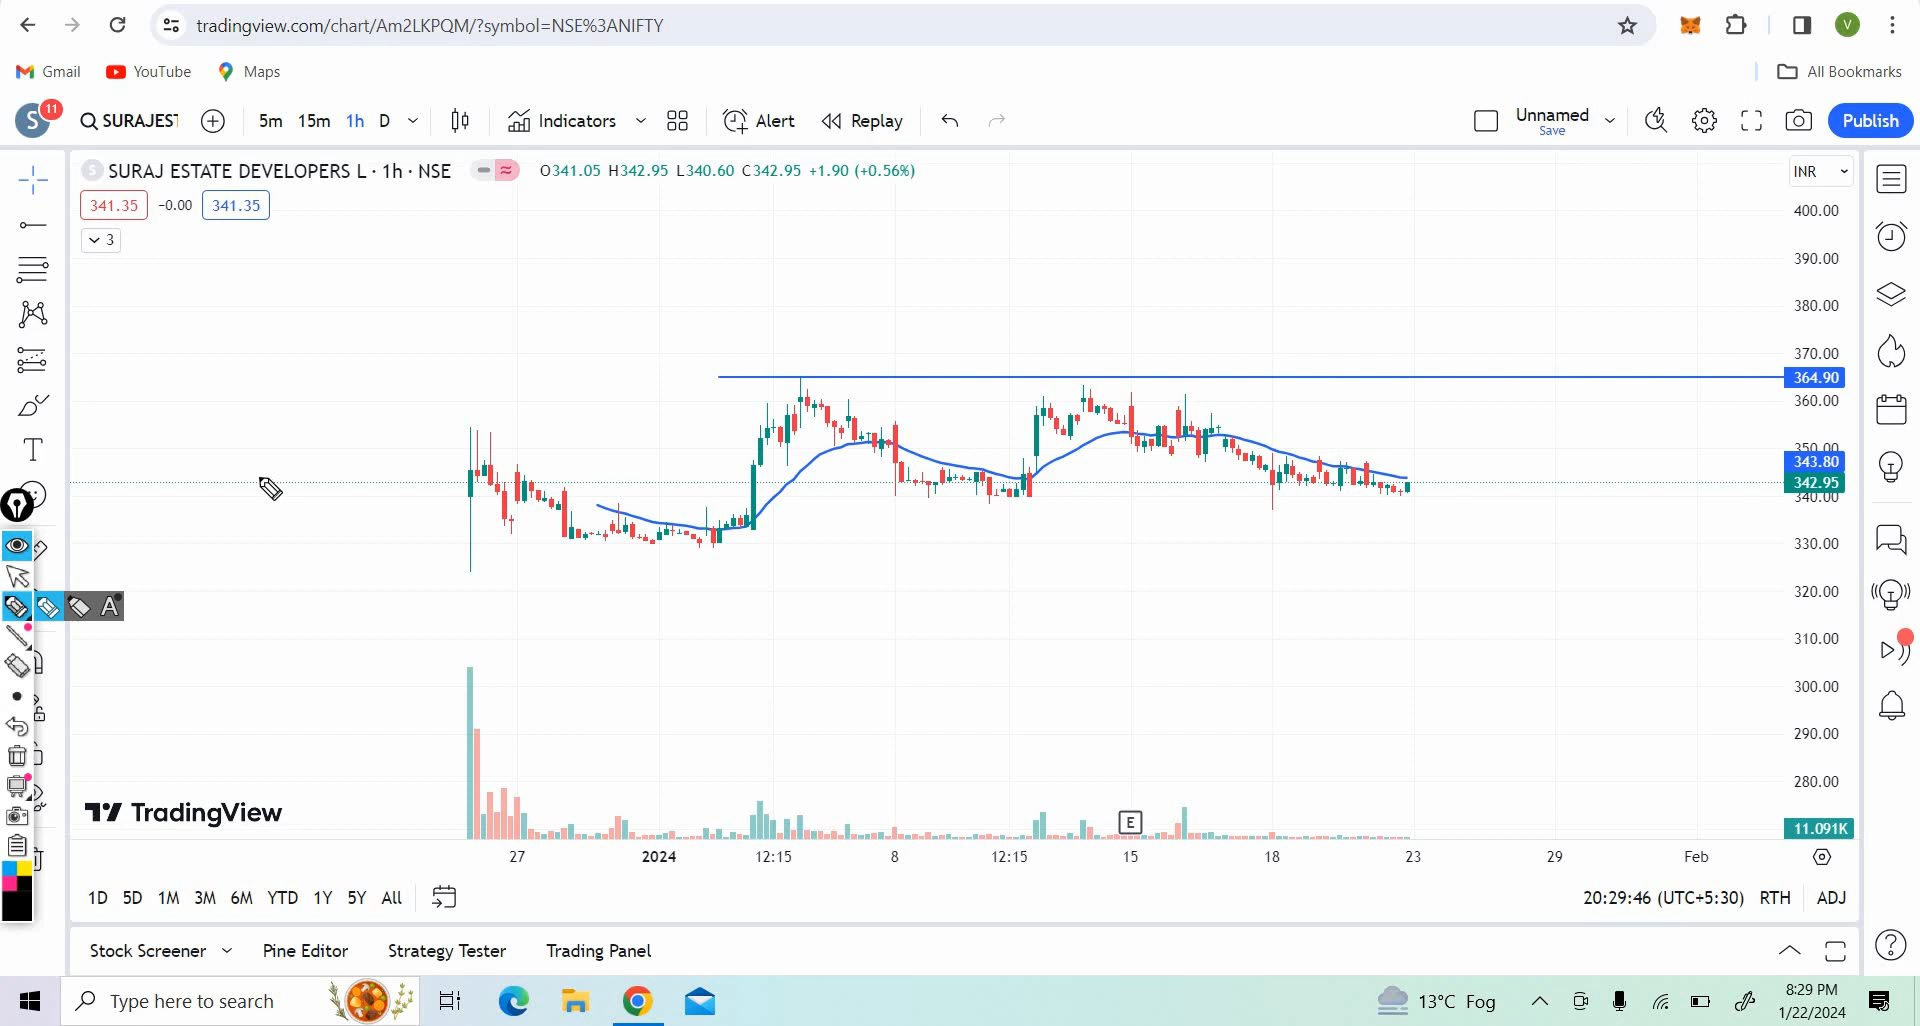 tradingview.com/chart/Am2LKPQM/?symbol=NSE%3ANIFTY
V
Gmail
YouTube
Maps
All Bookmarks
S
11
SURAJEST
5m 15m 1h D
Indicators
Alert
Replay
Unnamed
Save
Publish
S
SURAJ ESTATE DEVELOPERS L · 1h · NSE
O341.05 H342.95 L340.60 C342.95 +1.90 (+0.56%)
INR
341.35 −0.00 341.35
3
400.00
390.00
380.00
370.00
364.90
360.00
350.00
343.80
342.95
340.00
330.00
320.00
310.00
300.00
290.00
280.00
11.091K
T
A
E
TradingView
27 2024 12:15 8 12:15 15 18 23 29 Feb
1D 5D 1M 3M 6M YTD 1Y 5Y All
20:29:46 (UTC+5:30) RTH ADJ
Stock Screener Pine Editor Strategy Tester Trading Panel
Type here to search
13°C Fog
8:29 PM
1/22/2024